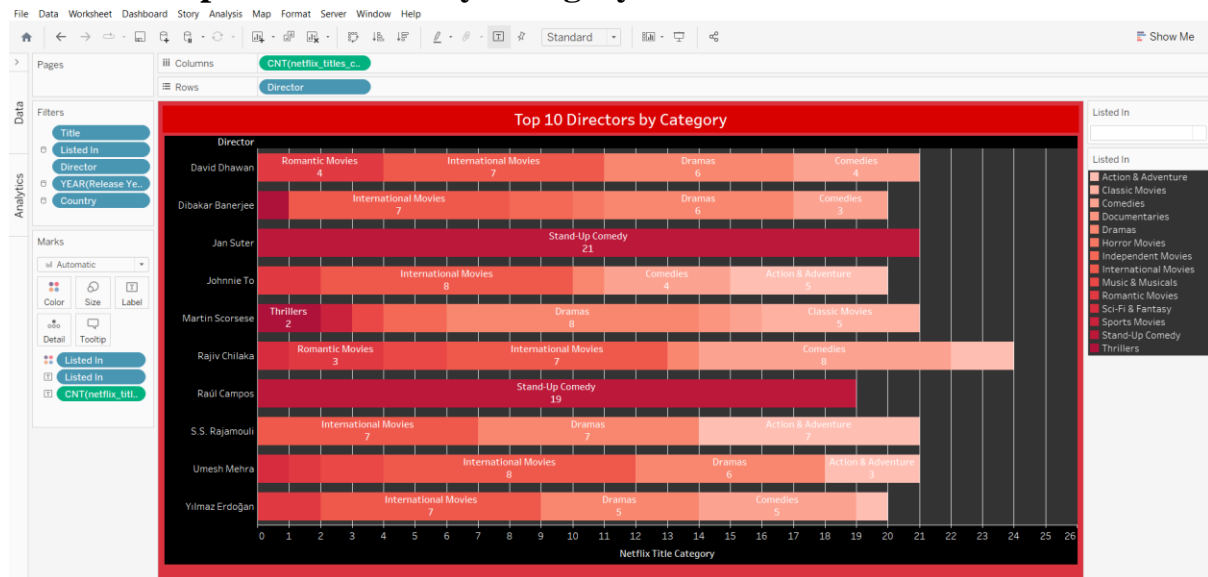 File Data Worksheet Dashboard Story Analysis Map Format Server Window Help
Standard
Show Me
Pages
Columns
CNT(netflix_titles_c..
Rows
Director
Data
Analytics
Filters
Title
Listed In
Director
YEAR(Release Ye..
Country
Marks
Automatic
Color Size Label
Detail Tooltip
Listed In
Listed In
CNT(netflix_titl..
Top 10 Directors by Category
Director
David Dhawan
Romantic Movies International Movies Dramas Comedies
4 7 6 4
Dibakar Banerjee
International Movies Dramas Comedies
7 6 3
Jan Suter
Stand-Up Comedy
21
Johnnie To
International Movies Comedies Action & Adventure
8 4 5
Martin Scorsese
Thrillers Dramas Classic Movies
2 8 5
Rajiv Chilaka
Romantic Movies International Movies Comedies
3 7 8
Raúl Campos
Stand-Up Comedy
19
S.S. Rajamouli
International Movies Dramas Action & Adventure
7 7 7
Umesh Mehra
International Movies Dramas Action & Adventure
8 6 3
Yılmaz Erdoğan
International Movies Dramas Comedies
7 5 5
0 1 2 3 4 5 6 7 8 9 10 11 12 13 14 15 16 17 18 19 20 21 22 23 24 25 26
Netflix Title Category
Listed In
Listed In
Action & Adventure
Classic Movies
Comedies
Documentaries
Dramas
Horror Movies
Independent Movies
International Movies
Music & Musicals
Romantic Movies
Sci-Fi & Fantasy
Sports Movies
Stand-Up Comedy
Thrillers